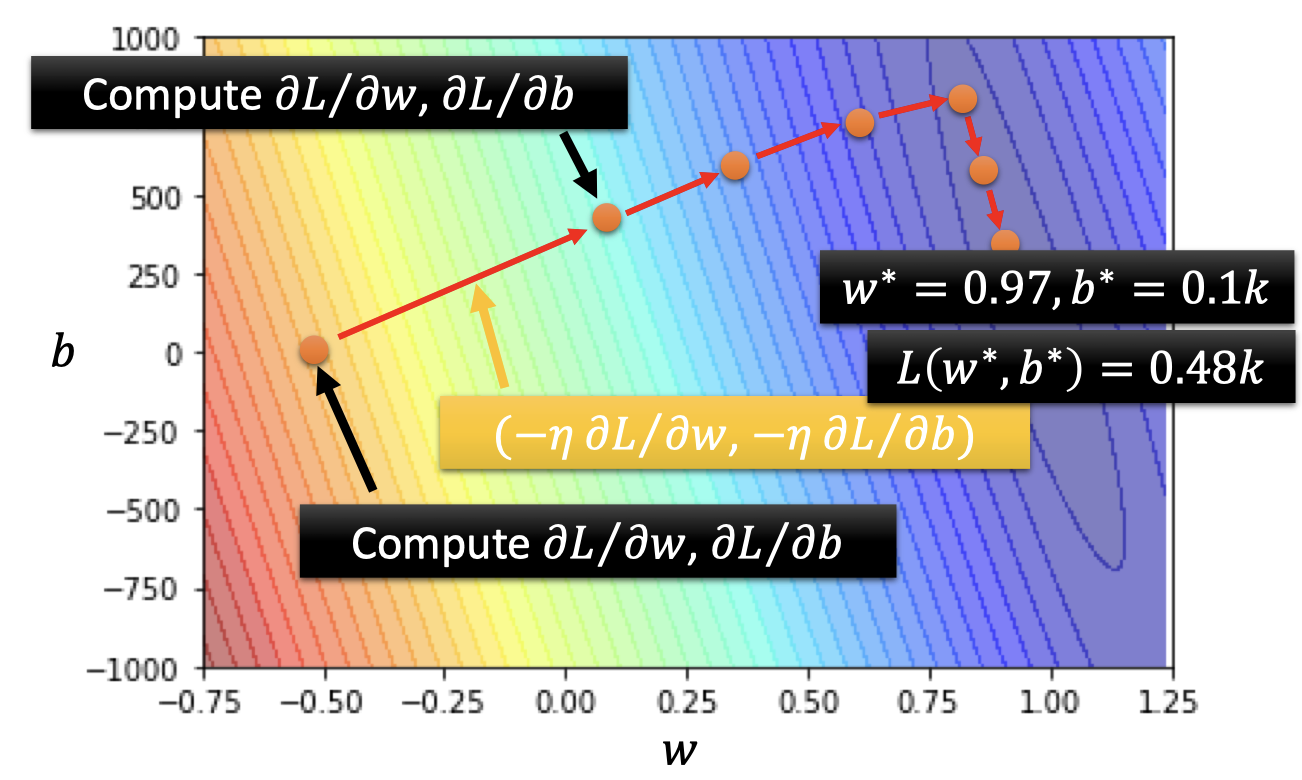 1000
Compute ∂L/∂w, ∂L/∂b
500
250
w* = 0.97, b* = 0.1k
b
0
L(w*, b*) = 0.48k
−250
(−η ∂L/∂w, −η ∂L/∂b)
−500
Compute ∂L/∂w, ∂L/∂b
−750
−1000
−0.75 −0.50 −0.25 0.00 0.25 0.50 0.75 1.00 1.25
w